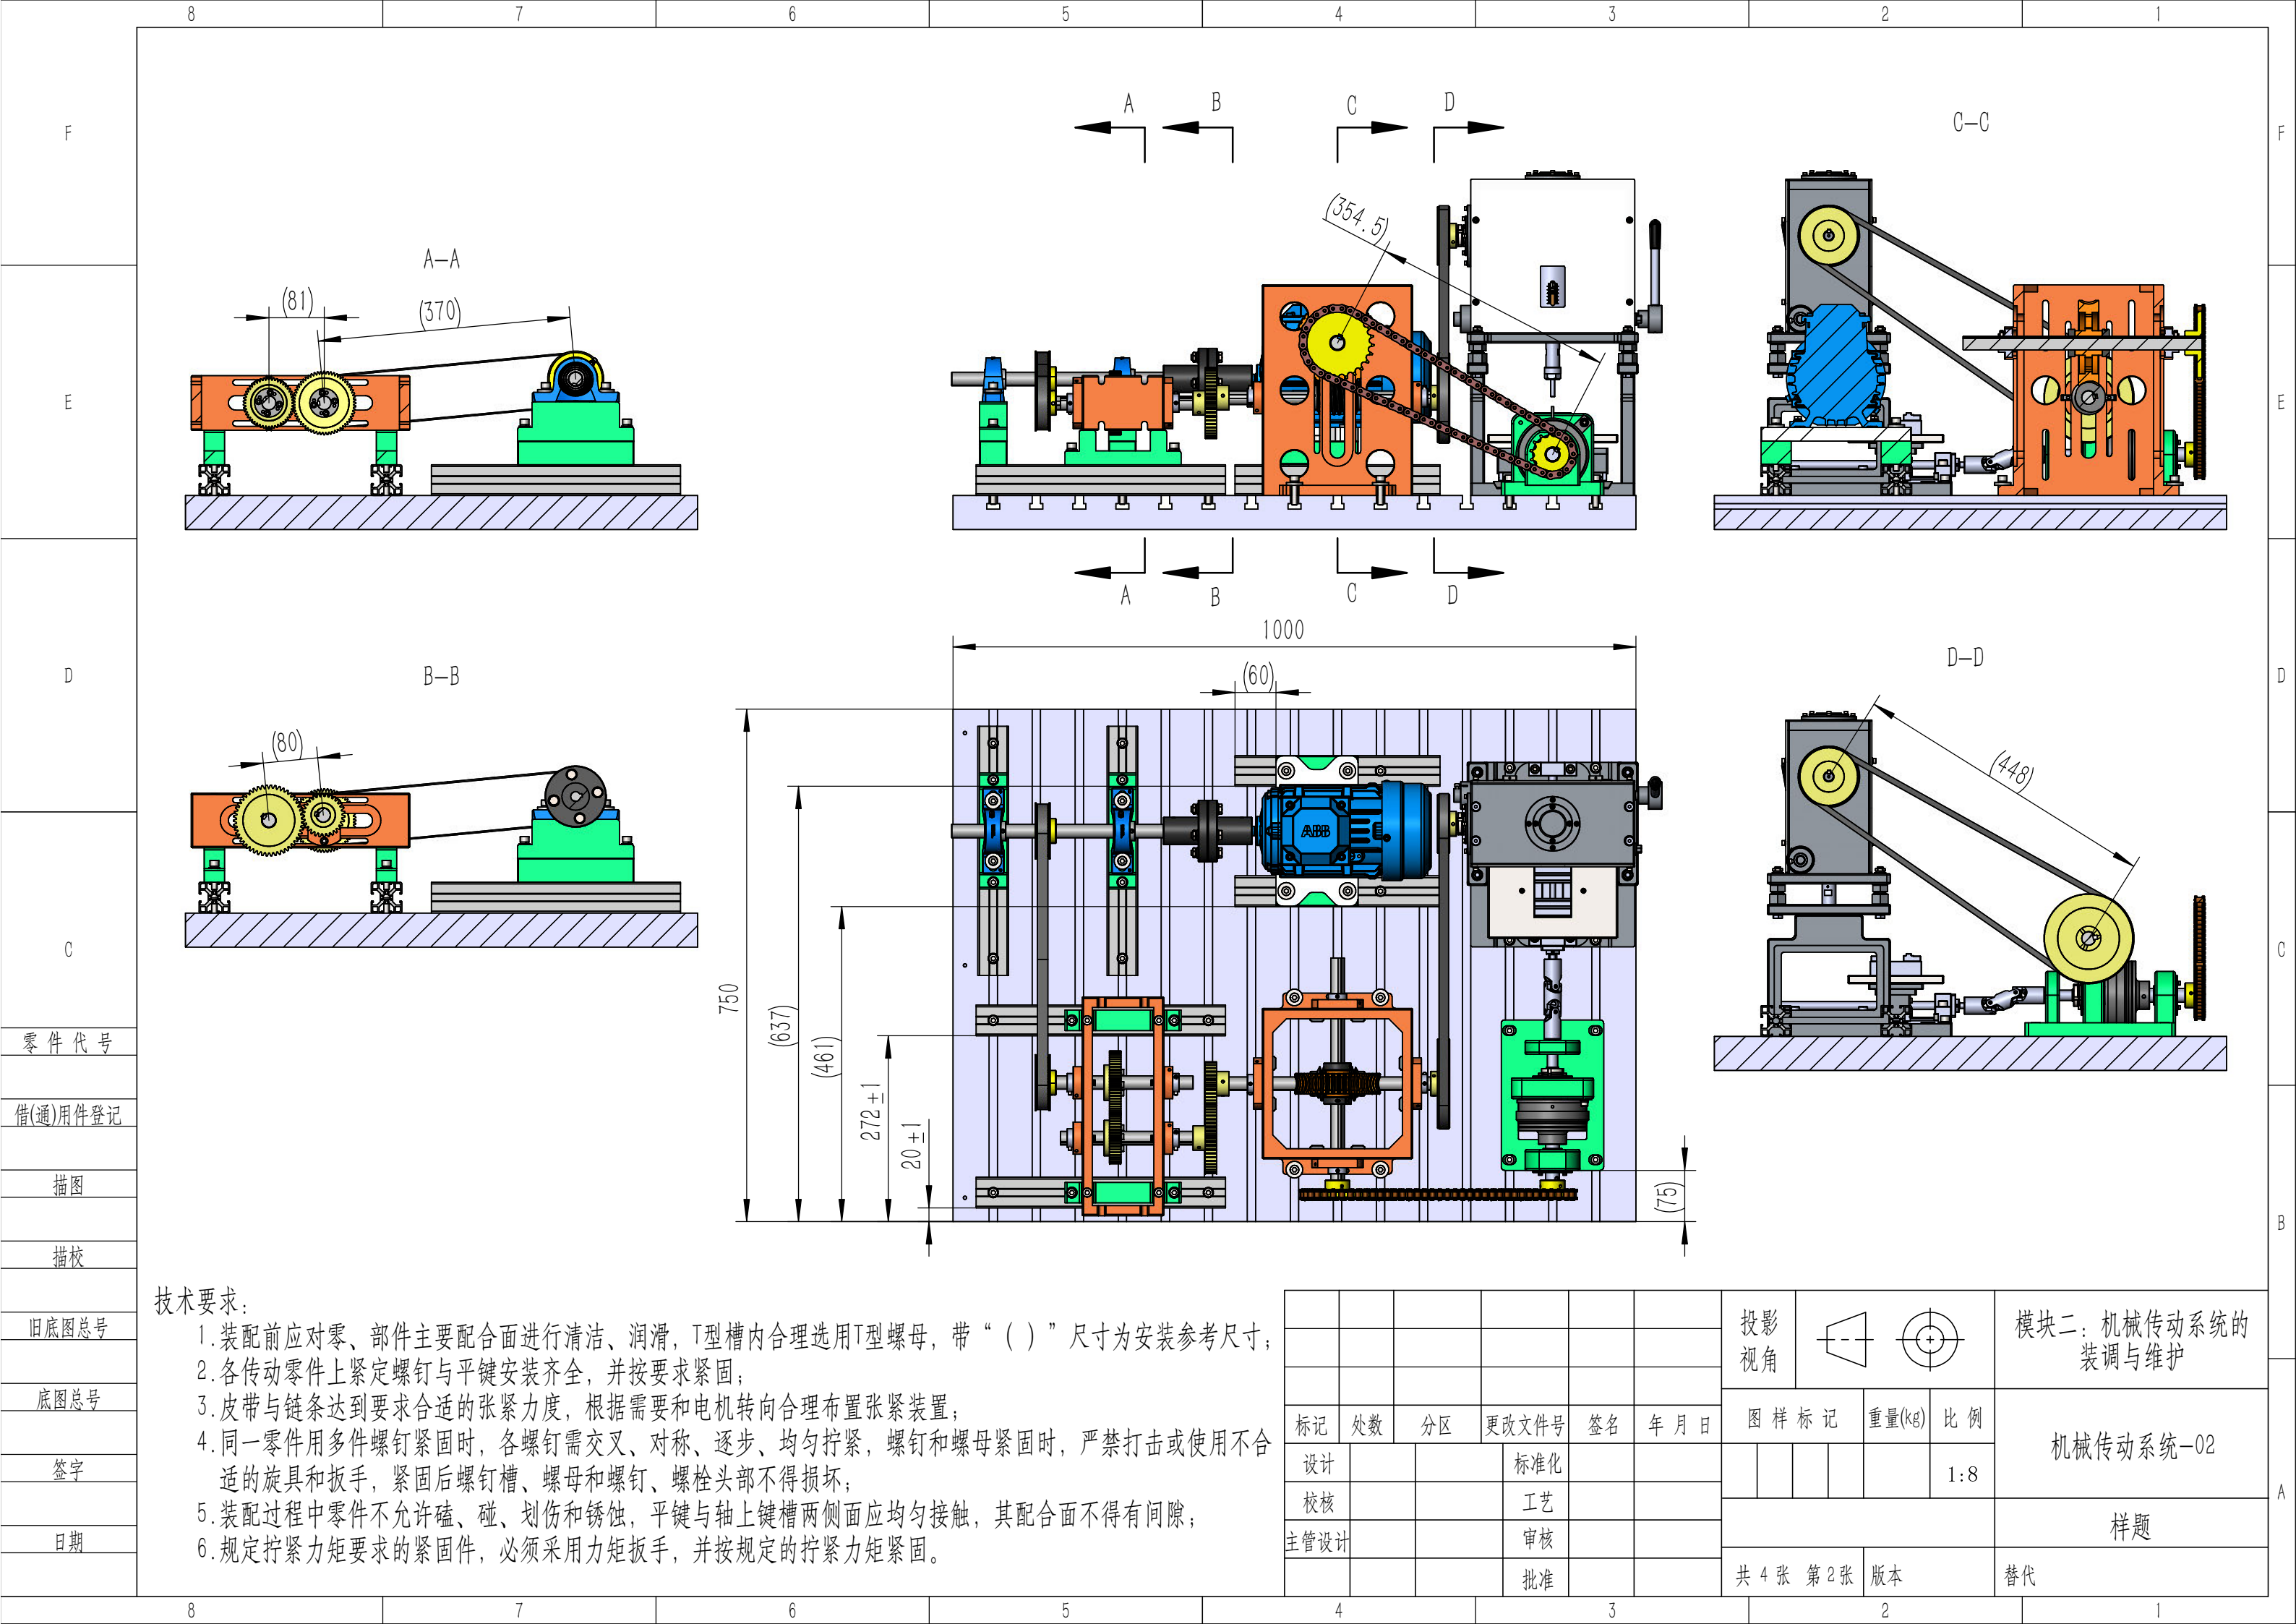 8 7 6 5 4 3 2 1
F
F
E
E
D
D
C
C
B
A
A B C D
C-C
(354.5)
A-A
(81)
(370)
A B C D
1000
D-D
B-B
(60)
(80)
(448)
ABB
750
(637)
(461)
272±1
20±1
(75)
零件代号
借(通)用件登记
描图
描校
旧底图总号
底图总号
签字
日期
技术要求:
1.装配前应对零、部件主要配合面进行清洁、润滑，T型槽内合理选用T型螺母，带“（ ）”尺寸为安装参考尺寸；
2.各传动零件上紧定螺钉与平键安装齐全，并按要求紧固；
3.皮带与链条达到要求合适的张紧力度，根据需要和电机转向合理布置张紧装置；
4.同一零件用多件螺钉紧固时，各螺钉需交叉、对称、逐步、均匀拧紧，螺钉和螺母紧固时，严禁打击或使用不合
适的旋具和扳手，紧固后螺钉槽、螺母和螺钉、螺栓头部不得损坏；
5.装配过程中零件不允许磕、碰、划伤和锈蚀，平键与轴上键槽两侧面应均匀接触，其配合面不得有间隙；
6.规定拧紧力矩要求的紧固件，必须采用力矩扳手，并按规定的拧紧力矩紧固。
投影
视角
模块二：机械传动系统的
装调与维护
标记 处数 分区 更改文件号 签名 年月日
图样标记 重量(kg) 比例
设计 标准化
1:8
机械传动系统-02
校核 工艺
主管设计 审核
样题
批准
共 4 张 第 2 张 版本 替代
8 7 6 5 4 3 2 1